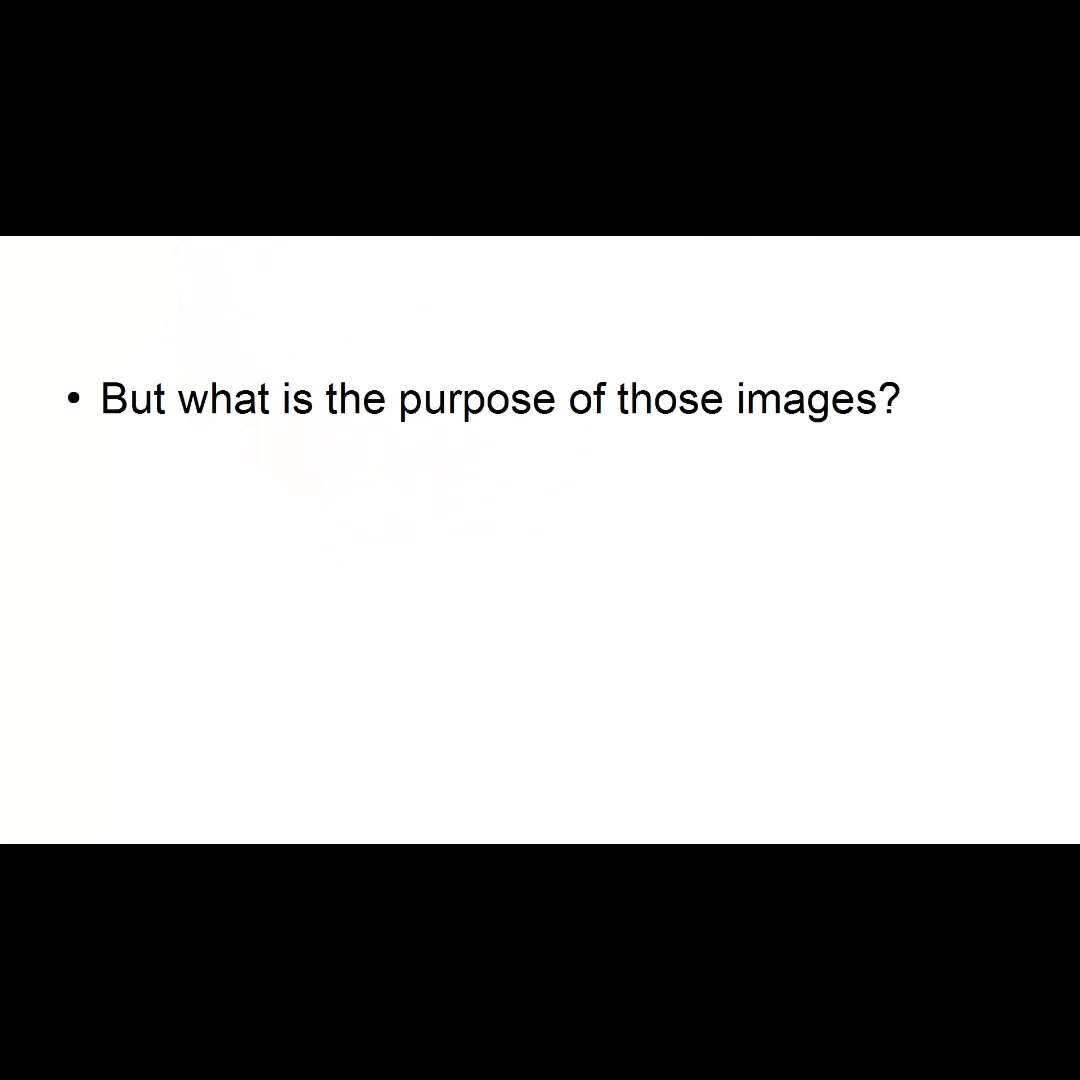 • But what is the purpose of those images?